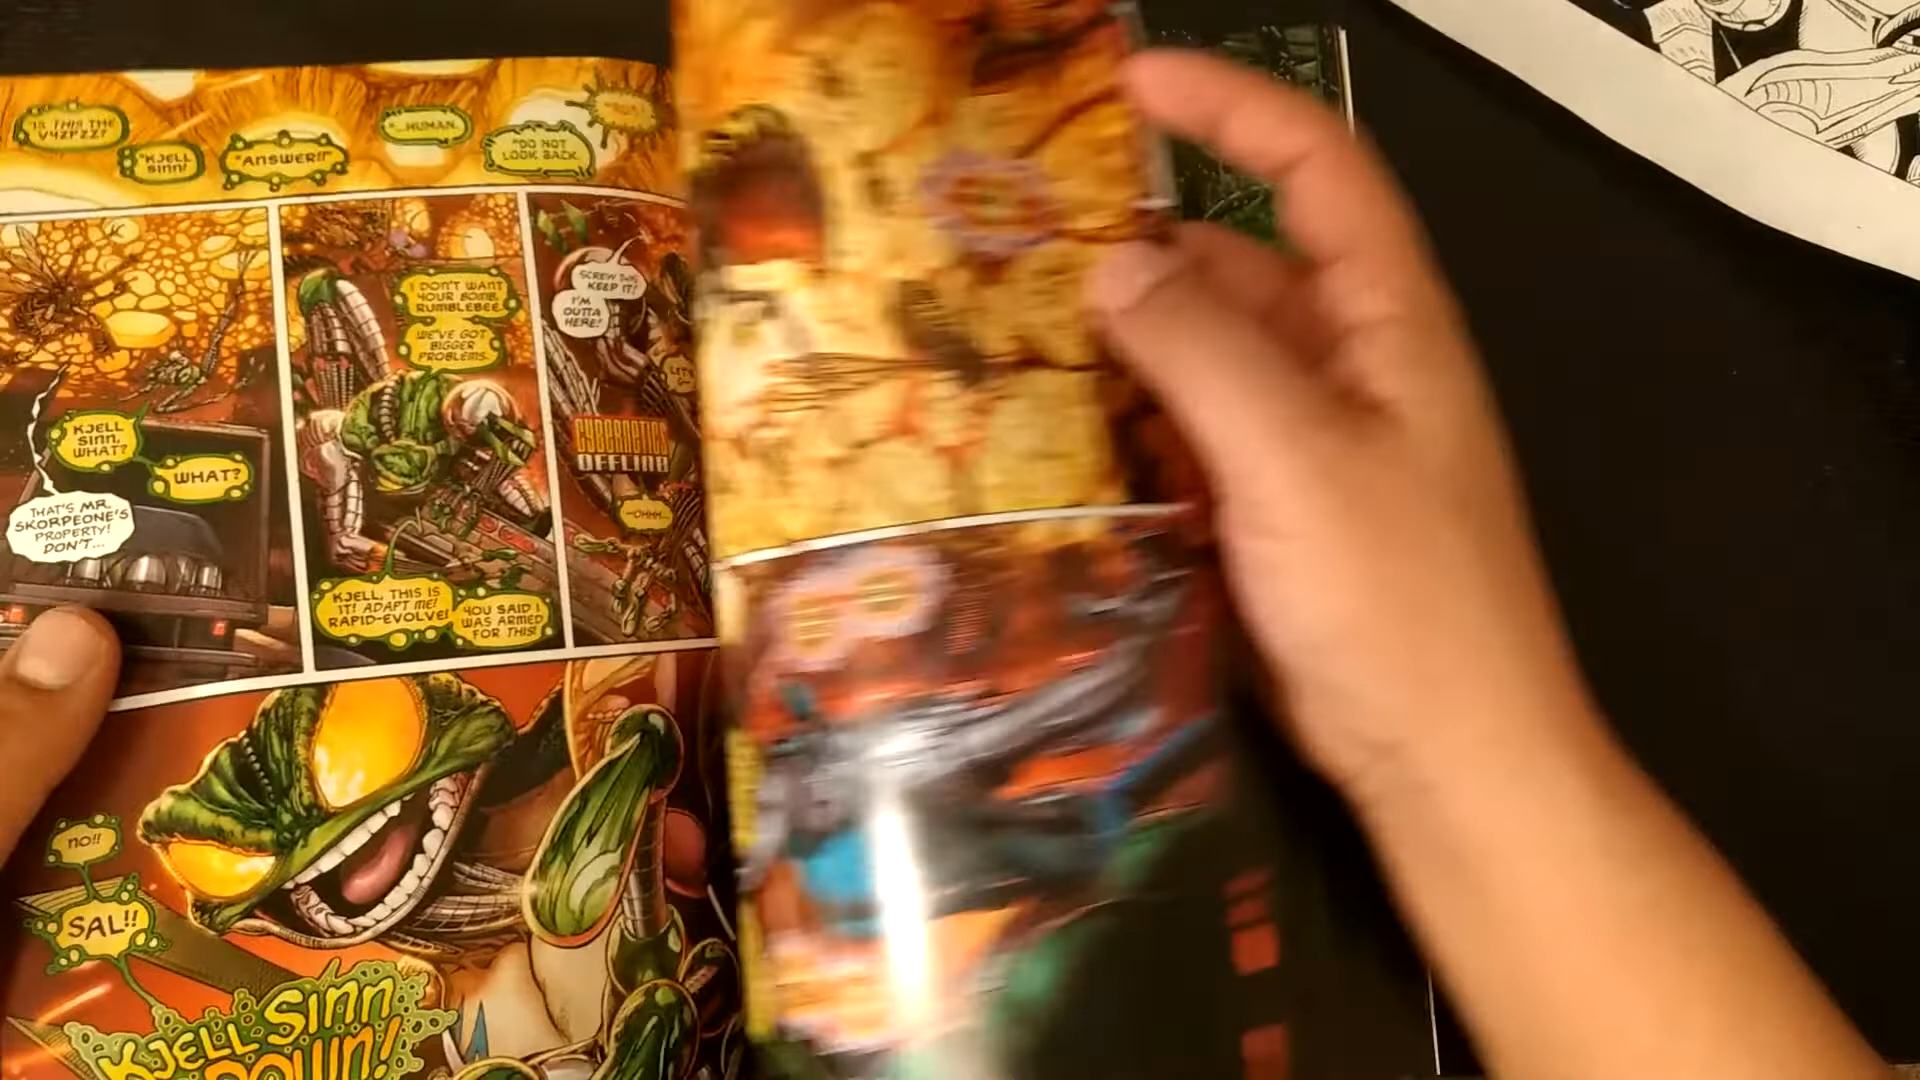 "IS THIS THE
VYZPZZ?
"KJELL
SINN!
"ANSWER!!"
"...HUMAN.
"DO NOT
LOOK BACK.
KJELL
SINN,
WHAT?
WHAT?
THAT'S MR.
SKORPEONE'S
PROPERTY!
DON'T...
I DON'T WANT
YOUR BOMB,
RUMBLEBEE.
WE'VE GOT
BIGGER
PROBLEMS.
KJELL, THIS IS
IT! ADAPT ME!
RAPID-EVOLVE!
YOU SAID I
WAS ARMED
FOR THIS!
SCREW THIS,
KEEP IT!
I'M
OUTTA
HERE!
CYBERNETICS
OFFLINE
--OHHH...
NO!!
SAL!!
KJELL SINN
DOWN!